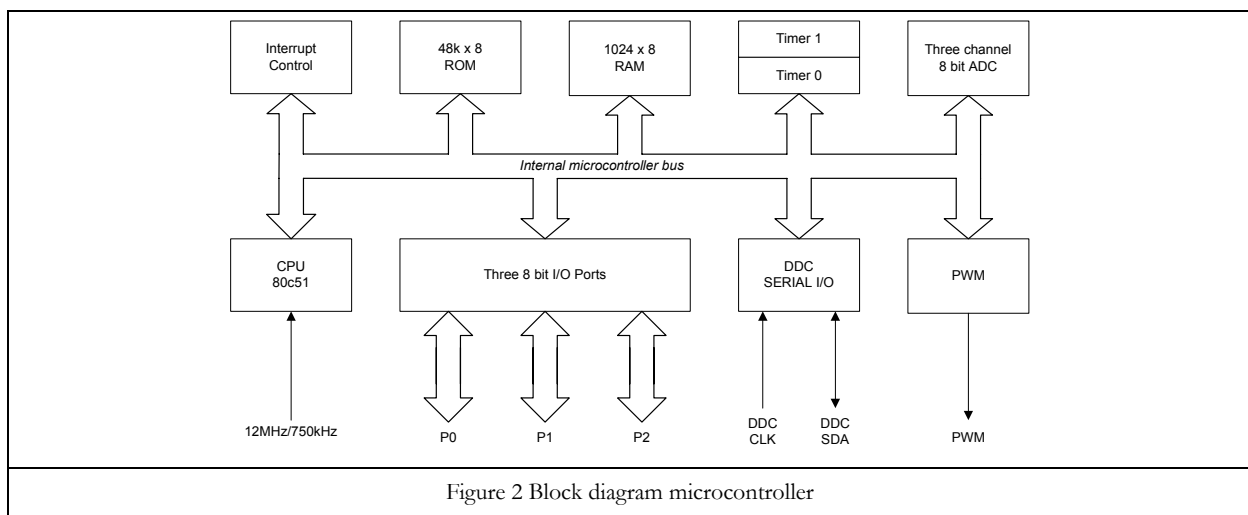 Interrupt
Control
48k x 8
ROM
1024 x 8
RAM
Timer 1
Timer 0
Three channel
8 bit ADC
Internal microcontroller bus
CPU
80c51
Three 8 bit I/O Ports
DDC
SERIAL I/O
PWM
12MHz/750kHz
P0
P1
P2
DDC
CLK
DDC
SDA
PWM
Figure 2 Block diagram microcontroller